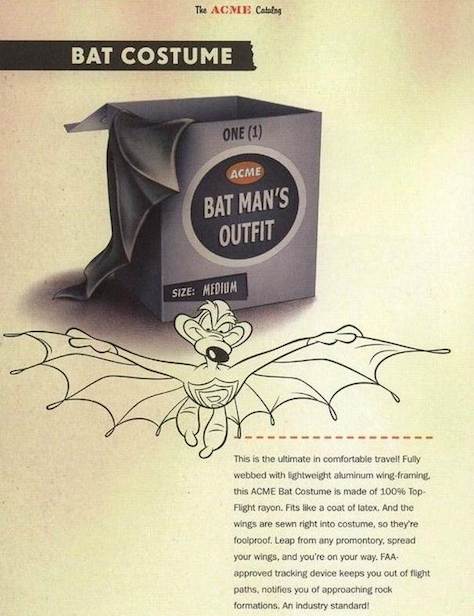 The ACME Catalog
BAT COSTUME
ONE (1)
ACME
BAT MAN'S
OUTFIT
SIZE: MEDIUM
This is the ultimate in comfortable travel! Fully
webbed with lightweight aluminum wing-framing,
this ACME Bat Costume is made of 100% Top-
Flight rayon. Fits like a coat of latex. And the
wings are sewn right into costume, so they're
foolproof. Leap from any promontory, spread
your wings, and you're on your way. FAA-
approved tracking device keeps you out of flight
paths, notifies you of approaching rock
formations. An industry standard!